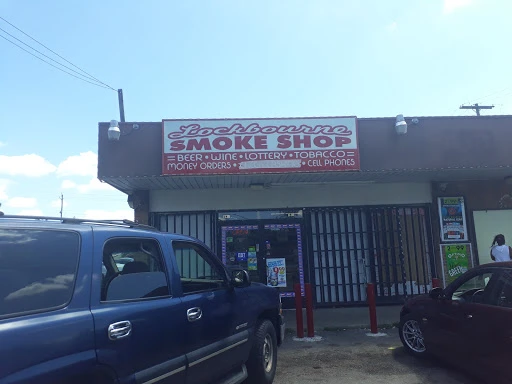 Lockbourne
SMOKE SHOP
BEER • WINE • LOTTERY • TOBACCO
MONEY ORDERS • CELL PHONES